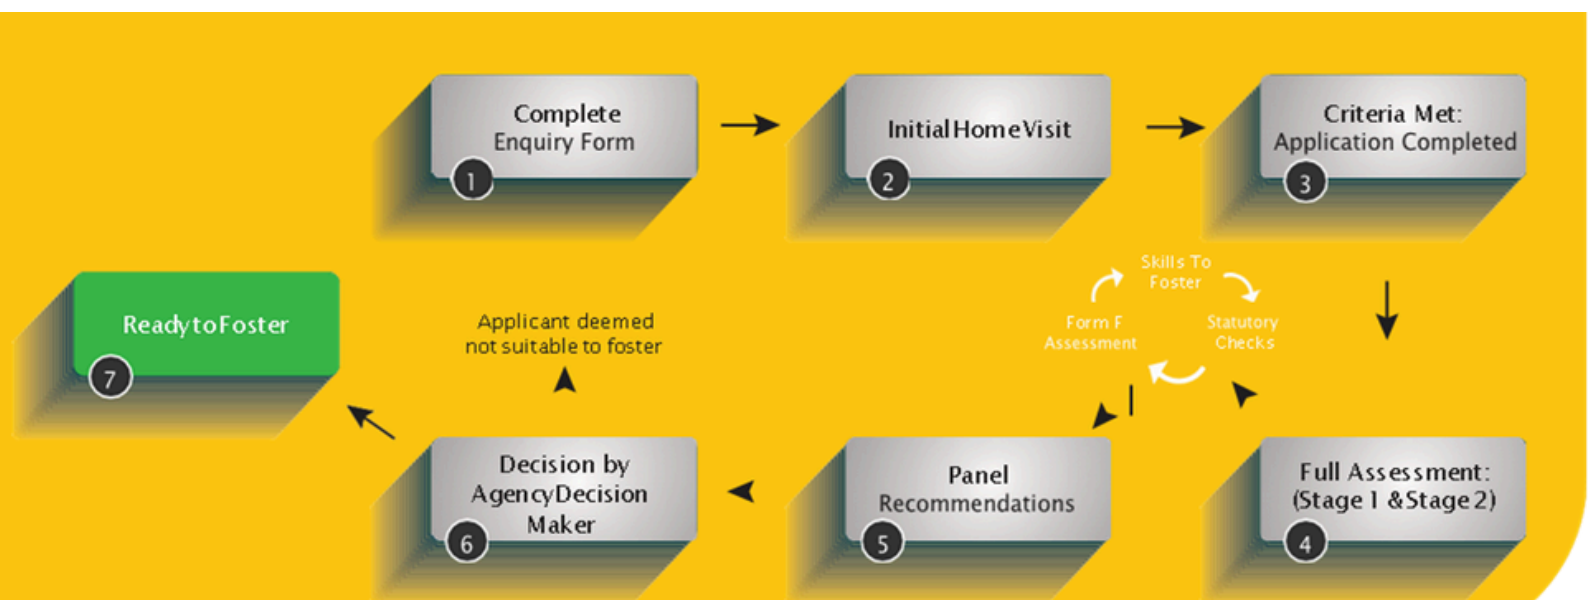 Complete
Enquiry Form
1
Initial Home Visit
2
Criteria Met:
Application Completed
3
Skills To
Foster
Statutory
Checks
Form F
Assessment
Full Assessment:
(Stage 1 & Stage 2)
4
Panel
Recommendations
5
Decision by
Agency Decision
Maker
6
Applicant deemed
not suitable to foster
Ready to Foster
7